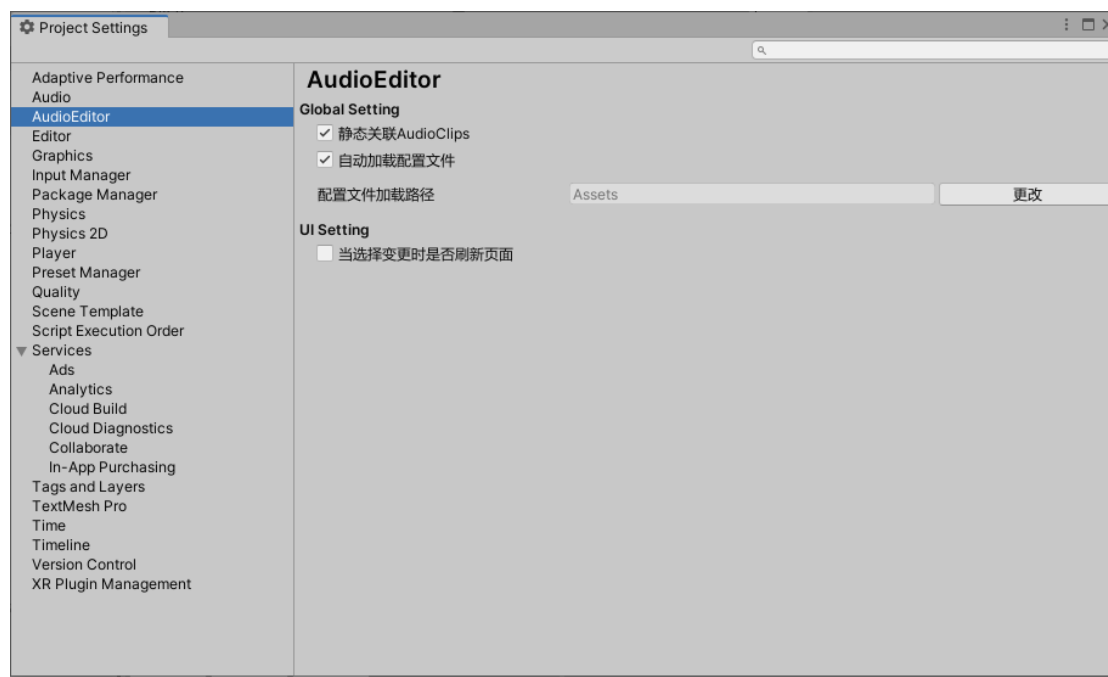 Project Settings
Adaptive Performance
Audio
AudioEditor
Editor
Graphics
Input Manager
Package Manager
Physics
Physics 2D
Player
Preset Manager
Quality
Scene Template
Script Execution Order
Services
Ads
Analytics
Cloud Build
Cloud Diagnostics
Collaborate
In-App Purchasing
Tags and Layers
TextMesh Pro
Time
Timeline
Version Control
XR Plugin Management
AudioEditor
Global Setting
静态关联AudioClips
自动加载配置文件
配置文件加载路径 Assets 更改
UI Setting
当选择变更时是否刷新页面